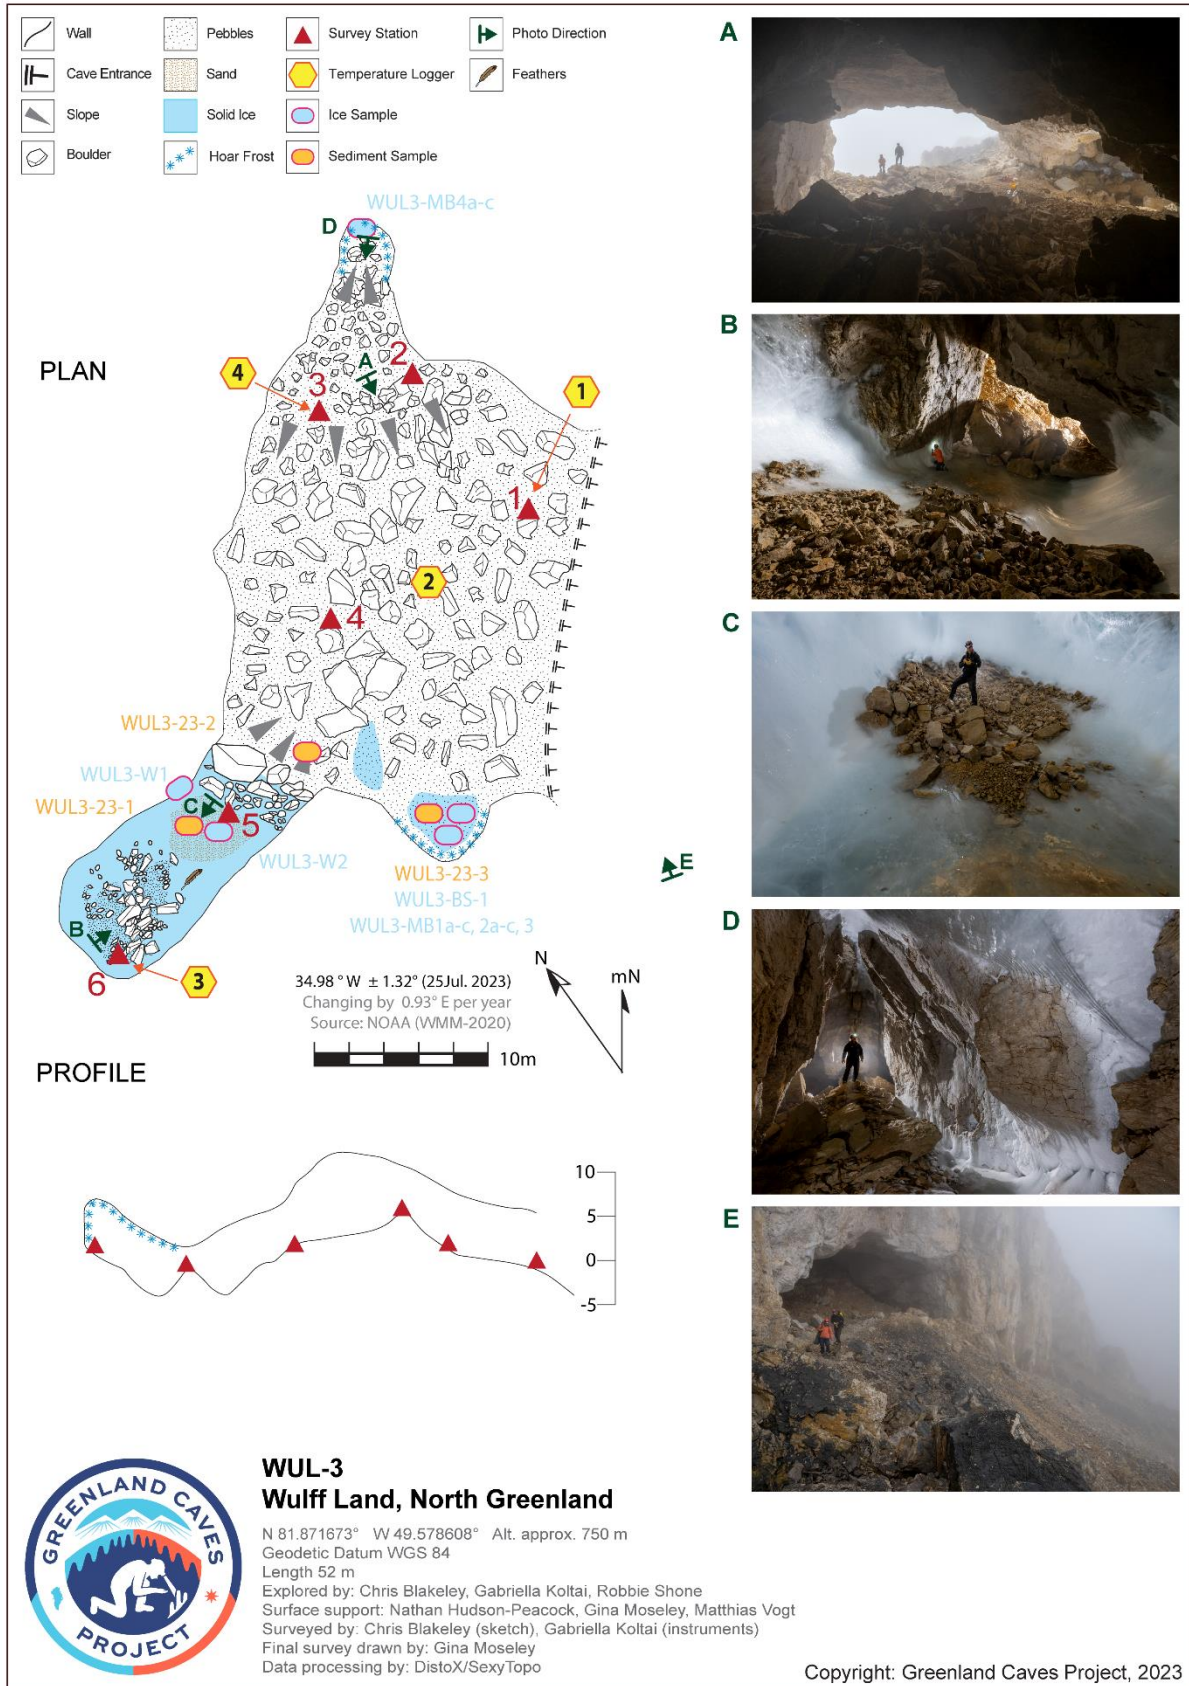 Wall
Pebbles
Survey Station
Photo Direction
Cave Entrance
Sand
Temperature Logger
Feathers
Slope
Solid Ice
Ice Sample
Boulder
Hoar Frost
Sediment Sample
A
B
C
D
E
PLAN
WUL3-MB4a-c
D
A
2
4
3
1
1
2
4
WUL3-23-2
WUL3-W1
WUL3-23-1
C
5
WUL3-W2
B
6
3
WUL3-23-3
WUL3-BS-1
WUL3-MB1a-c, 2a-c, 3
E
34.98 ° W ± 1.32° (25Jul. 2023)
Changing by 0.93° E per year
Source: NOAA (WMM-2020)
N
mN
10m
PROFILE
10
5
0
-5
GREENLAND CAVES
PROJECT
WUL-3
Wulff Land, North Greenland
N 81.871673° W 49.578608° Alt. approx. 750 m
Geodetic Datum WGS 84
Length 52 m
Explored by: Chris Blakeley, Gabriella Koltai, Robbie Shone
Surface support: Nathan Hudson-Peacock, Gina Moseley, Matthias Vogt
Surveyed by: Chris Blakeley (sketch), Gabriella Koltai (instruments)
Final survey drawn by: Gina Moseley
Data processing by: DistoX/SexyTopo
Copyright: Greenland Caves Project, 2023